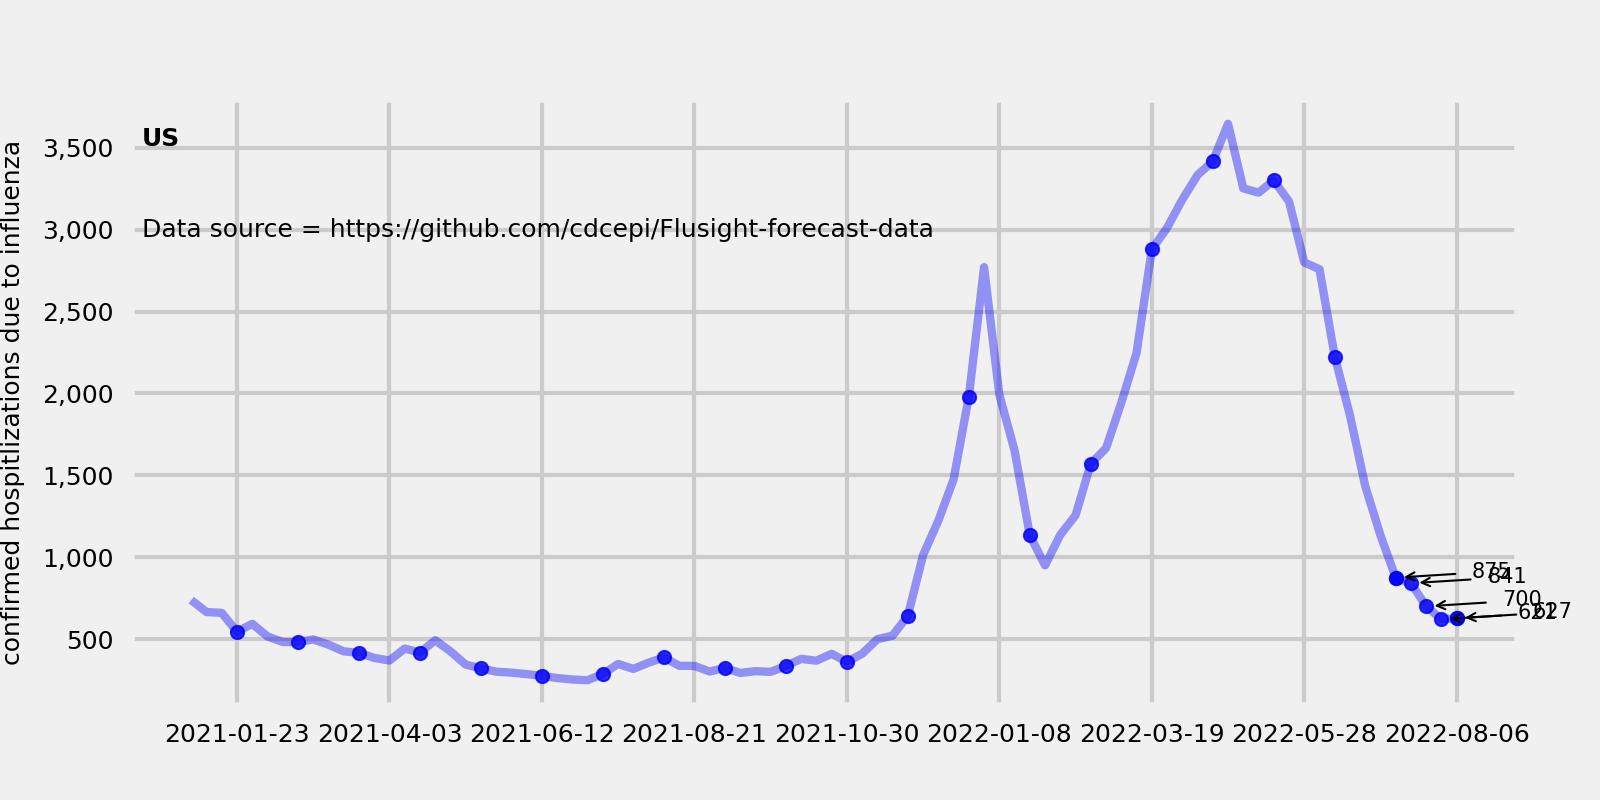 US
Data source = https://github.com/cdcepi/Flusight-forecast-data
confirmed hospitlizations due to influenza
3,500
3,000
2,500
2,000
1,500
1,000
500
875
841
700
627
2021-01-23 2021-04-03 2021-06-12 2021-08-21 2021-10-30 2022-01-08 2022-03-19 2022-05-28 2022-08-06